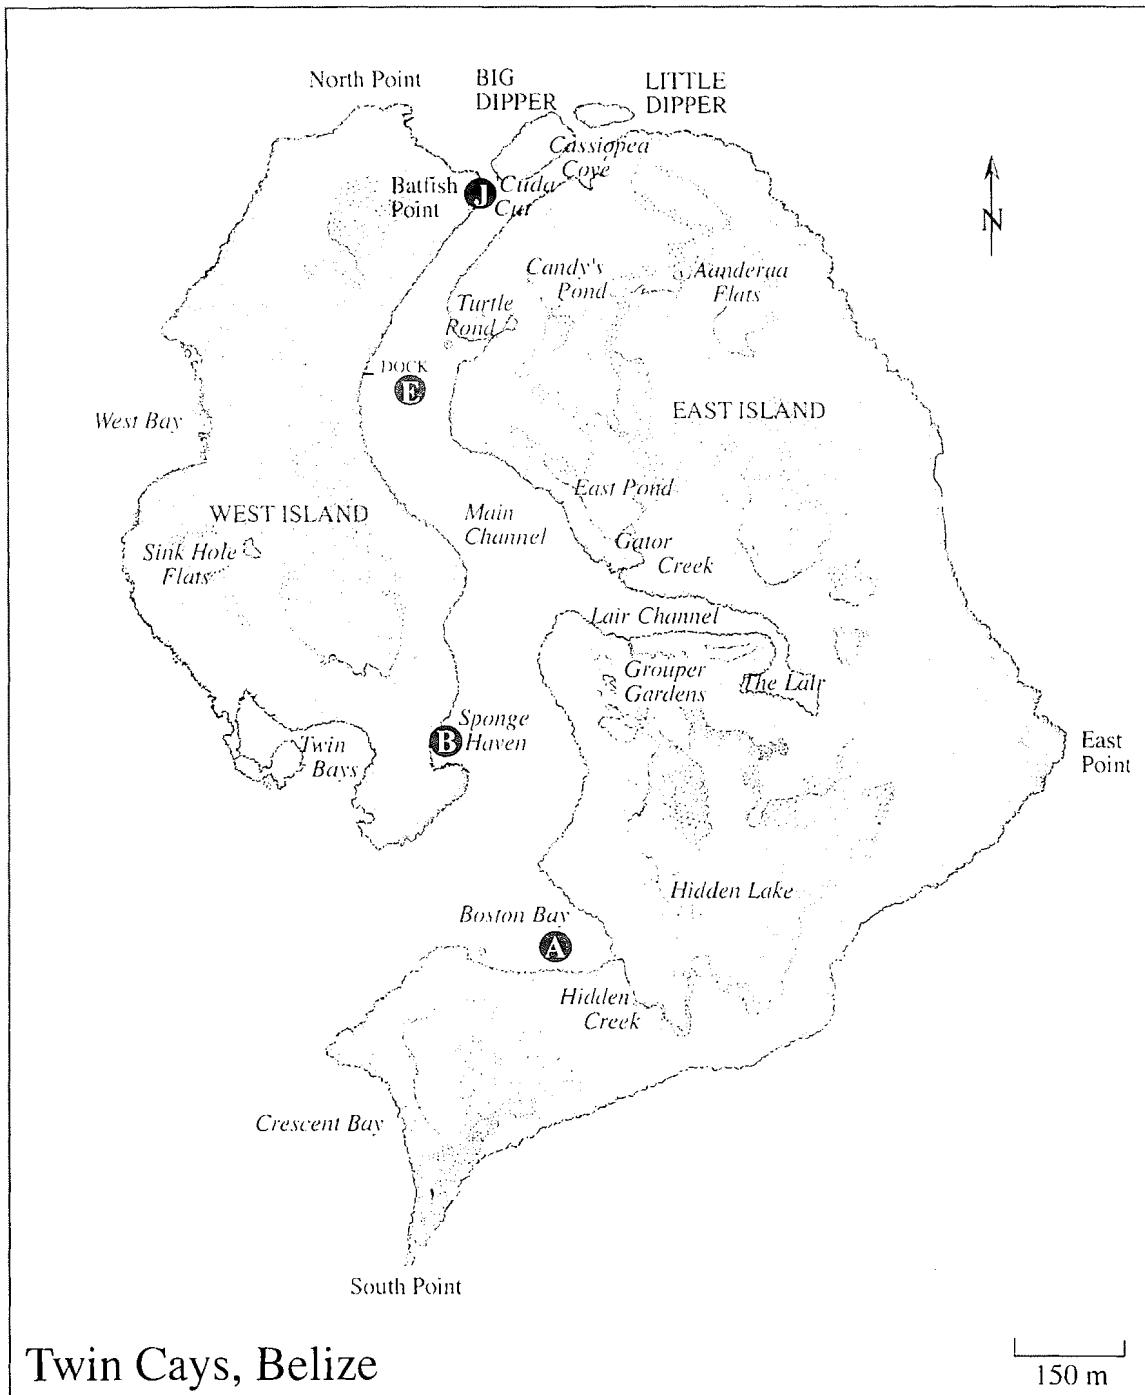 North Point
BIG
DIPPER
LITTLE
DIPPER
Cassiopea
Cove
Batfish
Point
J
Cuda
Cut
N
Candy's
Pond
Aanderaa
Flats
Turtle
Rond
DOCK
E
EAST ISLAND
West Bay
East Pond
WEST ISLAND
Main
Channel
Sink Hole
Flats
Gator
Creek
Lair Channel
Grouper
Gardens
The Lair
Sponge
Haven
B
Twin
Bays
East
Point
Hidden Lake
Boston Bay
A
Hidden
Creek
Crescent Bay
South Point
Twin Cays, Belize
150 m